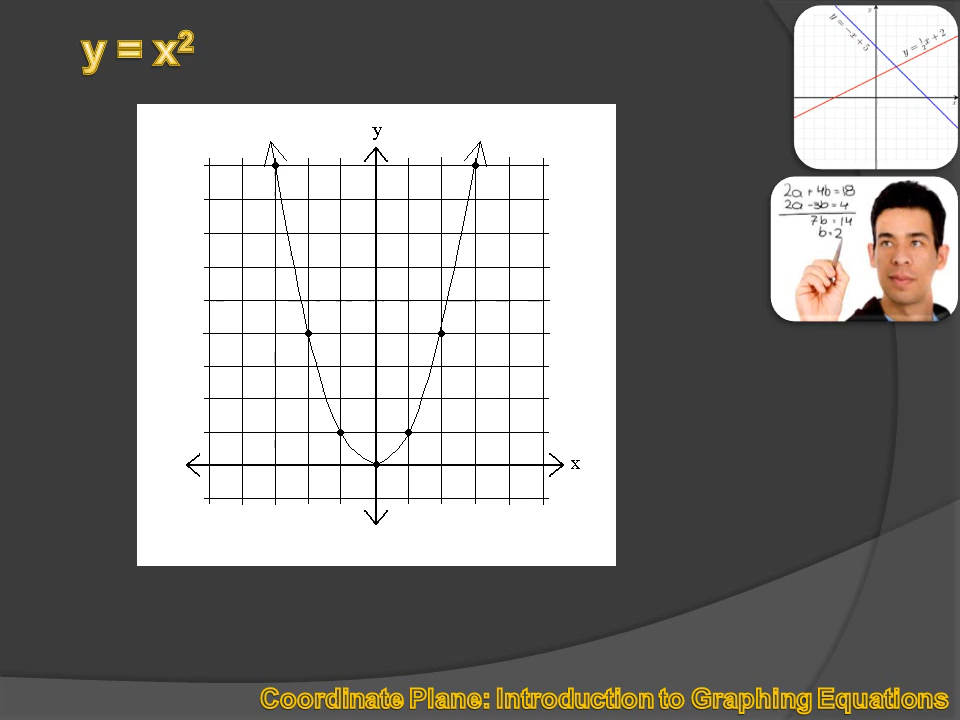 y = x²
y
x
y
x
y = -x + 5
y = ½x + 2
2a + 4b = 18
2a - 3b = 4
7b = 14
b = 2
Coordinate Plane: Introduction to Graphing Equations